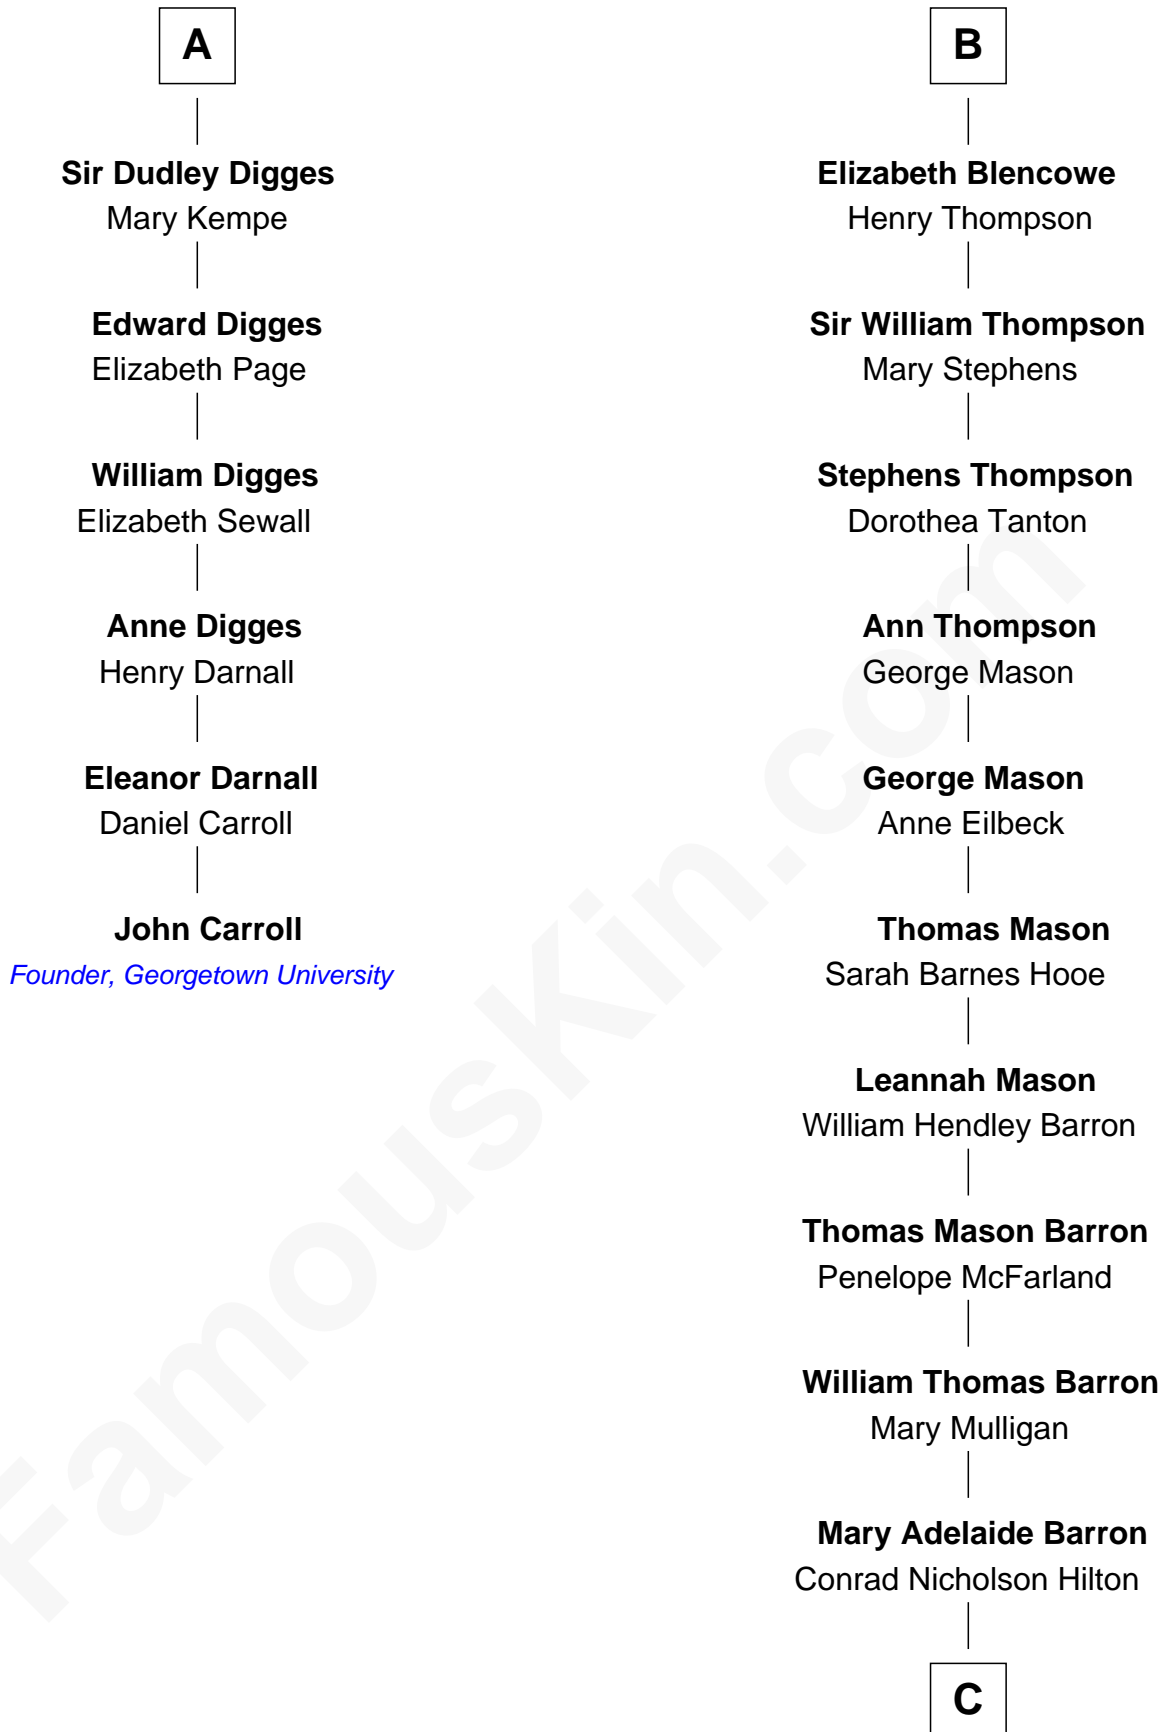 A
Sir Dudley Digges
Mary Kempe
Edward Digges
Elizabeth Page
William Digges
Elizabeth Sewall
Anne Digges
Henry Darnall
Eleanor Darnall
Daniel Carroll
John Carroll
Founder, Georgetown University
B
Elizabeth Blencowe
Henry Thompson
Sir William Thompson
Mary Stephens
Stephens Thompson
Dorothea Tanton
Ann Thompson
George Mason
George Mason
Anne Eilbeck
Thomas Mason
Sarah Barnes Hooe
Leannah Mason
William Hendley Barron
Thomas Mason Barron
Penelope McFarland
William Thomas Barron
Mary Mulligan
Mary Adelaide Barron
Conrad Nicholson Hilton
C
FamousKin.com